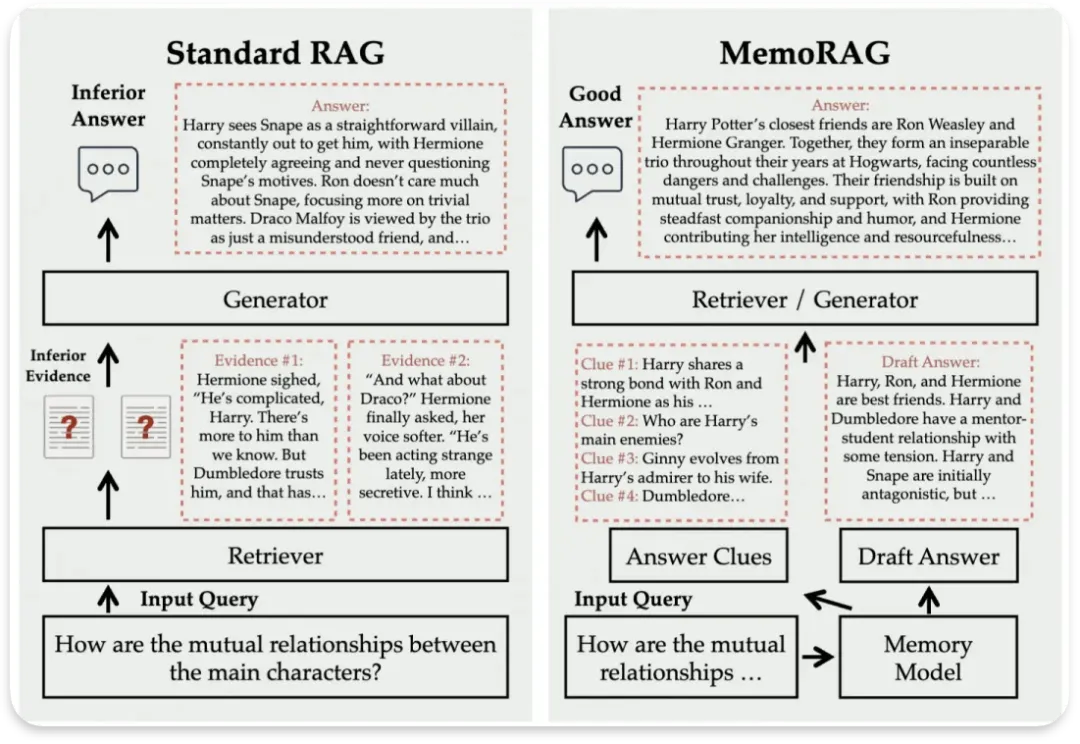 Standard RAG
Inferior
Answer
Answer:
Harry sees Snape as a straightforward villain,
constantly out to get him, with Hermione
completely agreeing and never questioning
Snape's motives. Ron doesn't care much
about Snape, focusing more on trivial
matters. Draco Malfoy is viewed by the trio
as just a misunderstood friend, and...
Generator
Inferior
Evidence
?
?
Evidence #1:
Hermione sighed,
"He's complicated,
Harry. There's
more to him than
we know. But
Dumbledore trusts
him, and that has...
Evidence #2:
"And what about
Draco?" Hermione
finally asked, her
voice softer. "He's
been acting strange
lately, more
secretive. I think ...
Retriever
Input Query
How are the mutual relationships between
the main characters?
MemoRAG
Good
Answer
Answer:
Harry Potter's closest friends are Ron Weasley and
Hermione Granger. Together, they form an inseparable
trio throughout their years at Hogwarts, facing countless
dangers and challenges. Their friendship is built on
mutual trust, loyalty, and support, with Ron providing
steadfast companionship and humor, and Hermione
contributing her intelligence and resourcefulness...
Retriever / Generator
Clue #1: Harry shares a
strong bond with Ron and
Hermione as his ...
Clue #2: Who are Harry's
main enemies?
Clue #3: Ginny evolves from
Harry's admirer to his wife.
Clue #4: Dumbledore...
Draft Answer:
Harry, Ron, and Hermione
are best friends. Harry and
Dumbledore have a mentor-
student relationship with
some tension. Harry and
Snape are initially
antagonistic, but ...
Answer Clues
Draft Answer
Input Query
How are the mutual
relationships ...
Memory
Model